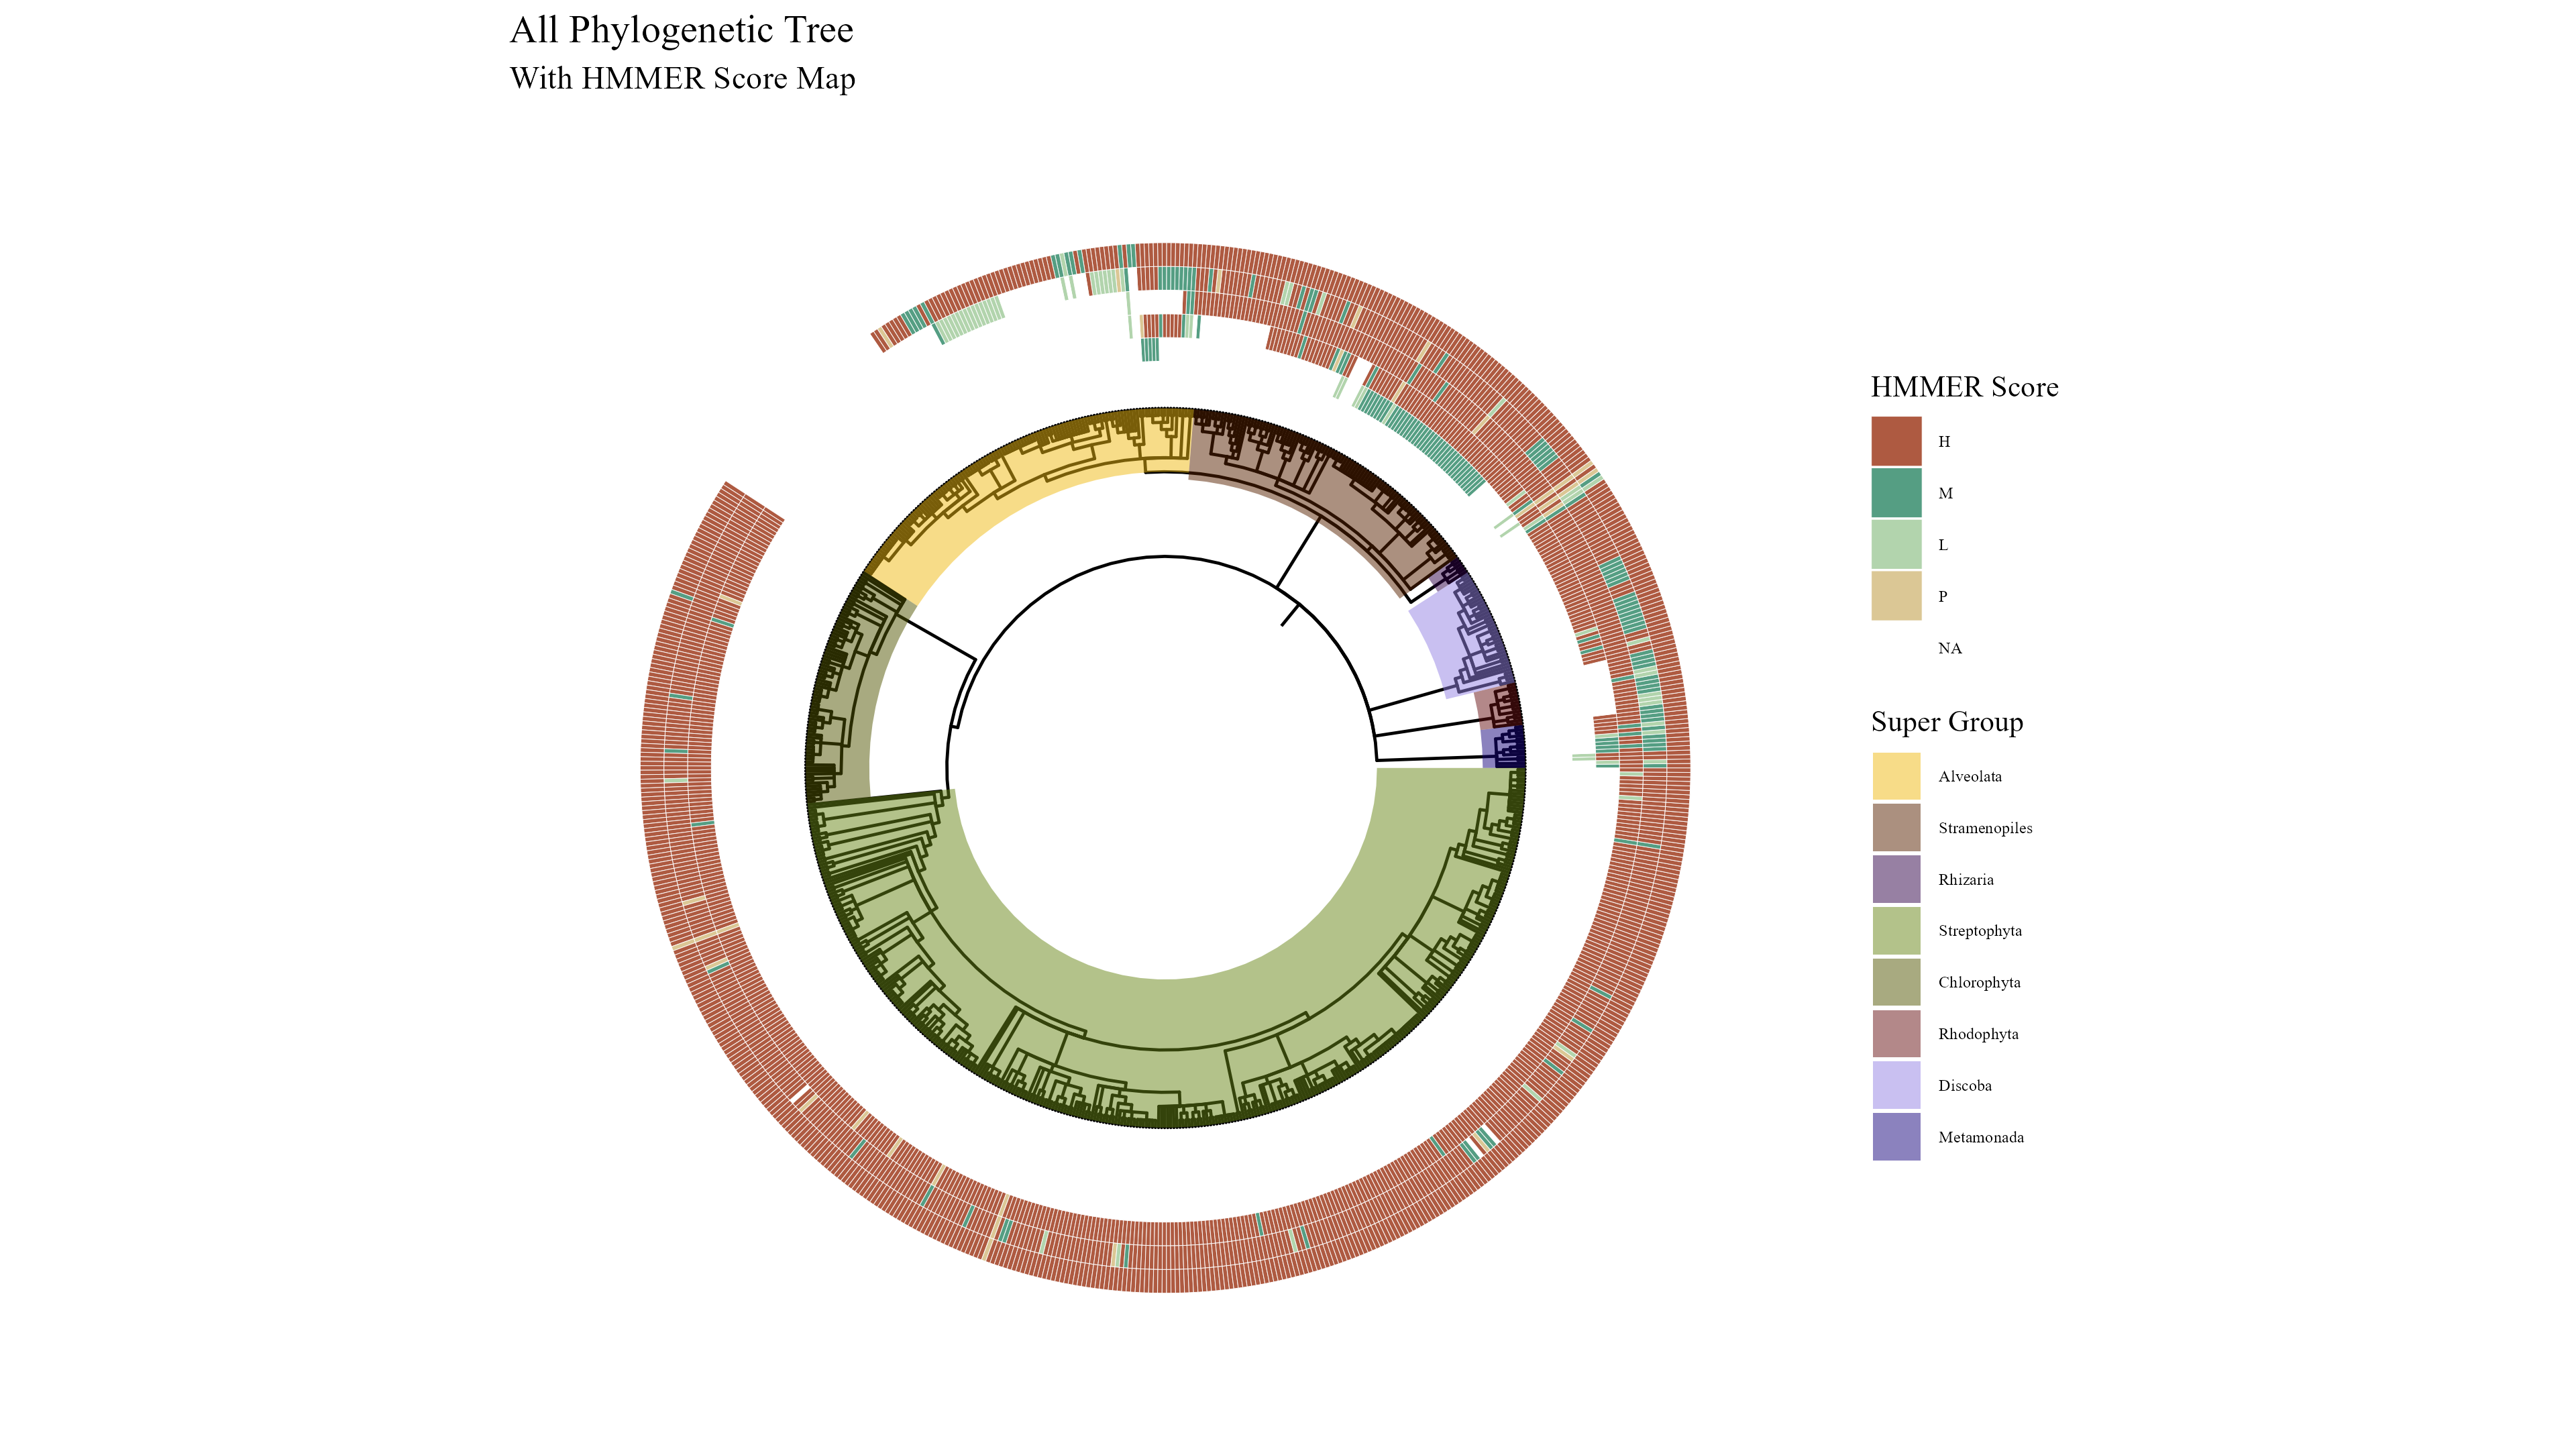 All Phylogenetic Tree
With HMMER Score Map
HMMER Score
H
M
L
P
NA
Super Group
Alveolata
Stramenopiles
Rhizaria
Streptophyta
Chlorophyta
Rhodophyta
Discoba
Metamonada